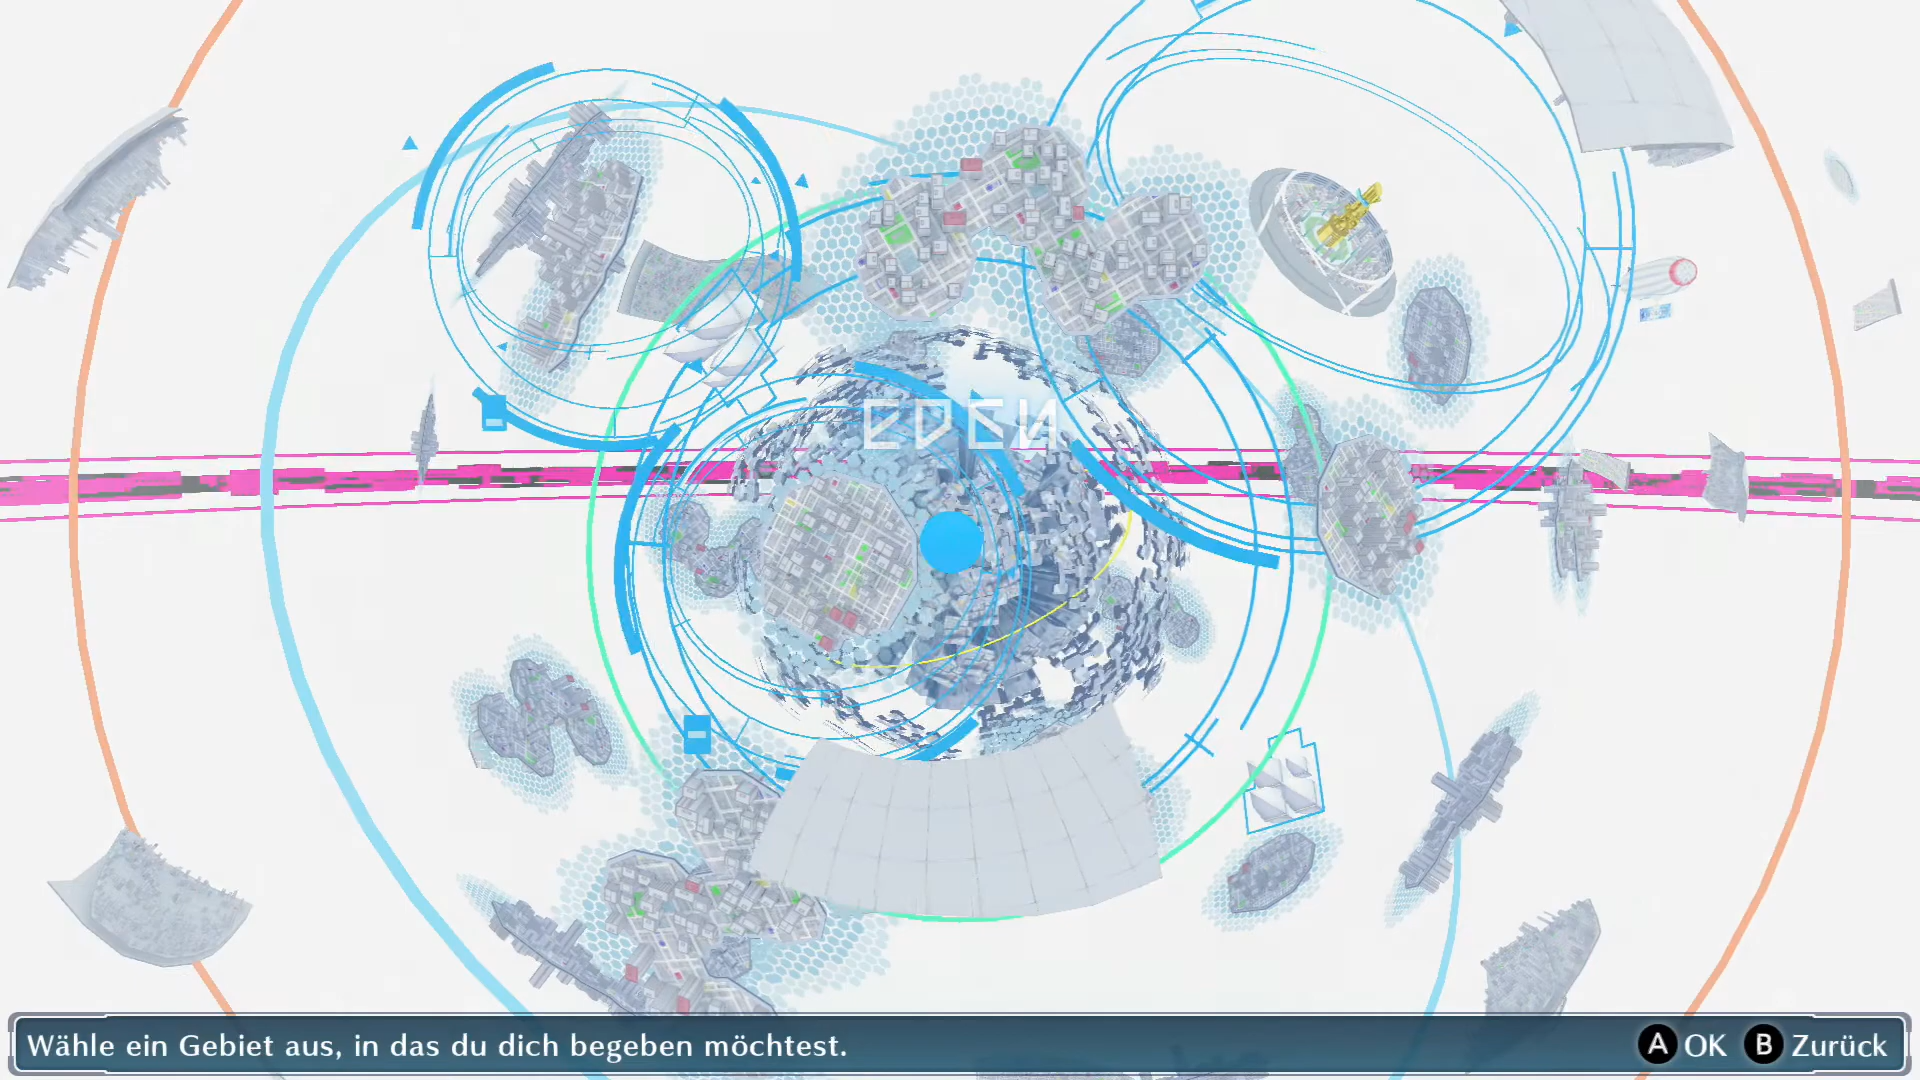 EDEN
Wähle ein Gebiet aus, in das du dich begeben möchtest.
A OK B Zurück